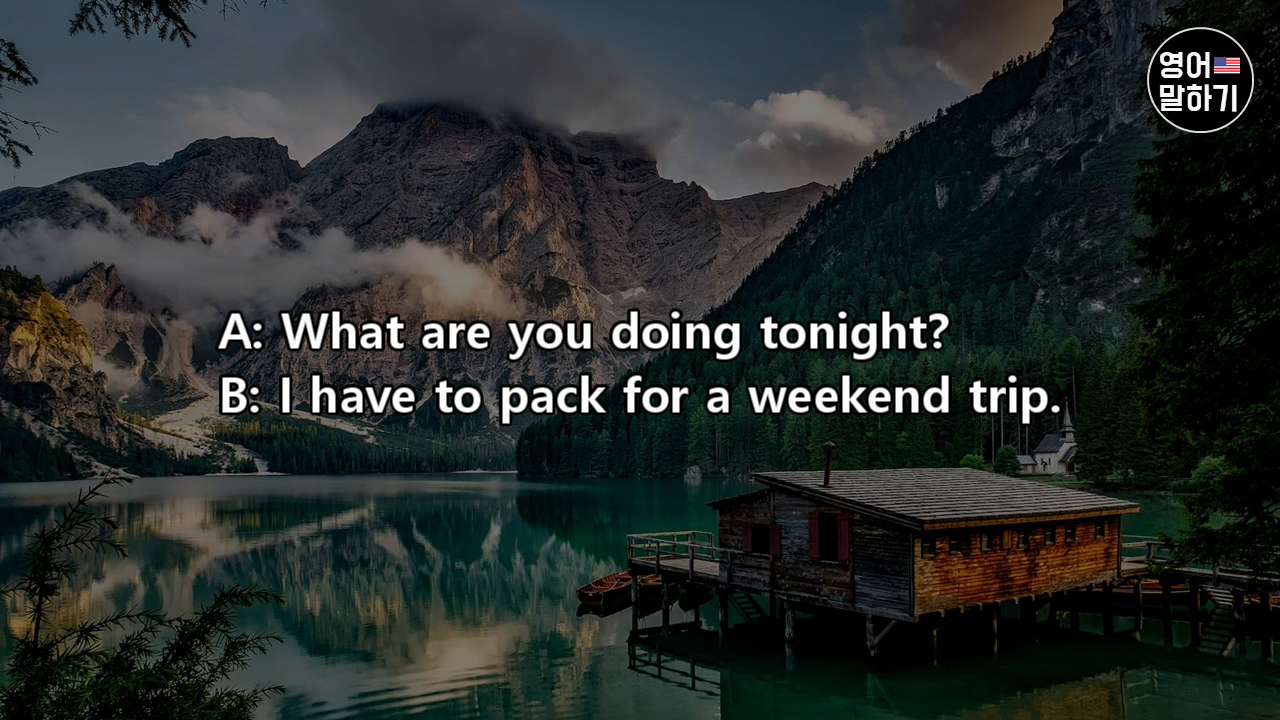 영어
말하기
A: What are you doing tonight?
B: I have to pack for a weekend trip.